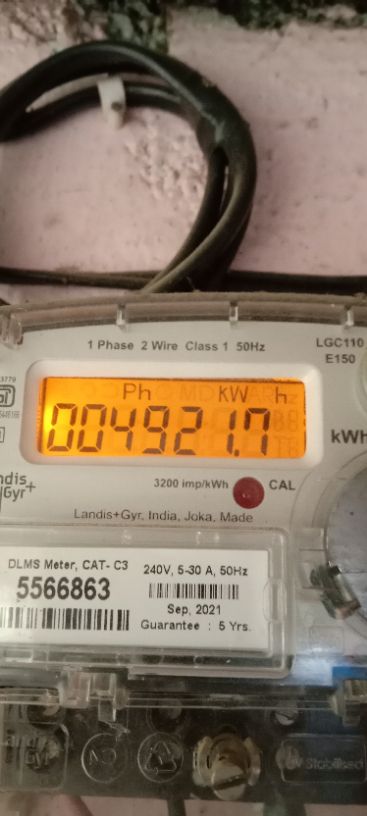 LGC110
1 Phase 2 Wire Class 1 50Hz
E150
Ph kW h
004921.7
kWh
3200 imp/kWh CAL
Landis+Gyr, India, Joka, Made
DLMS Meter, CAT- C3
240V, 5-30 A, 50Hz
5566863
Sep, 2021
Guarantee : 5 Yrs.